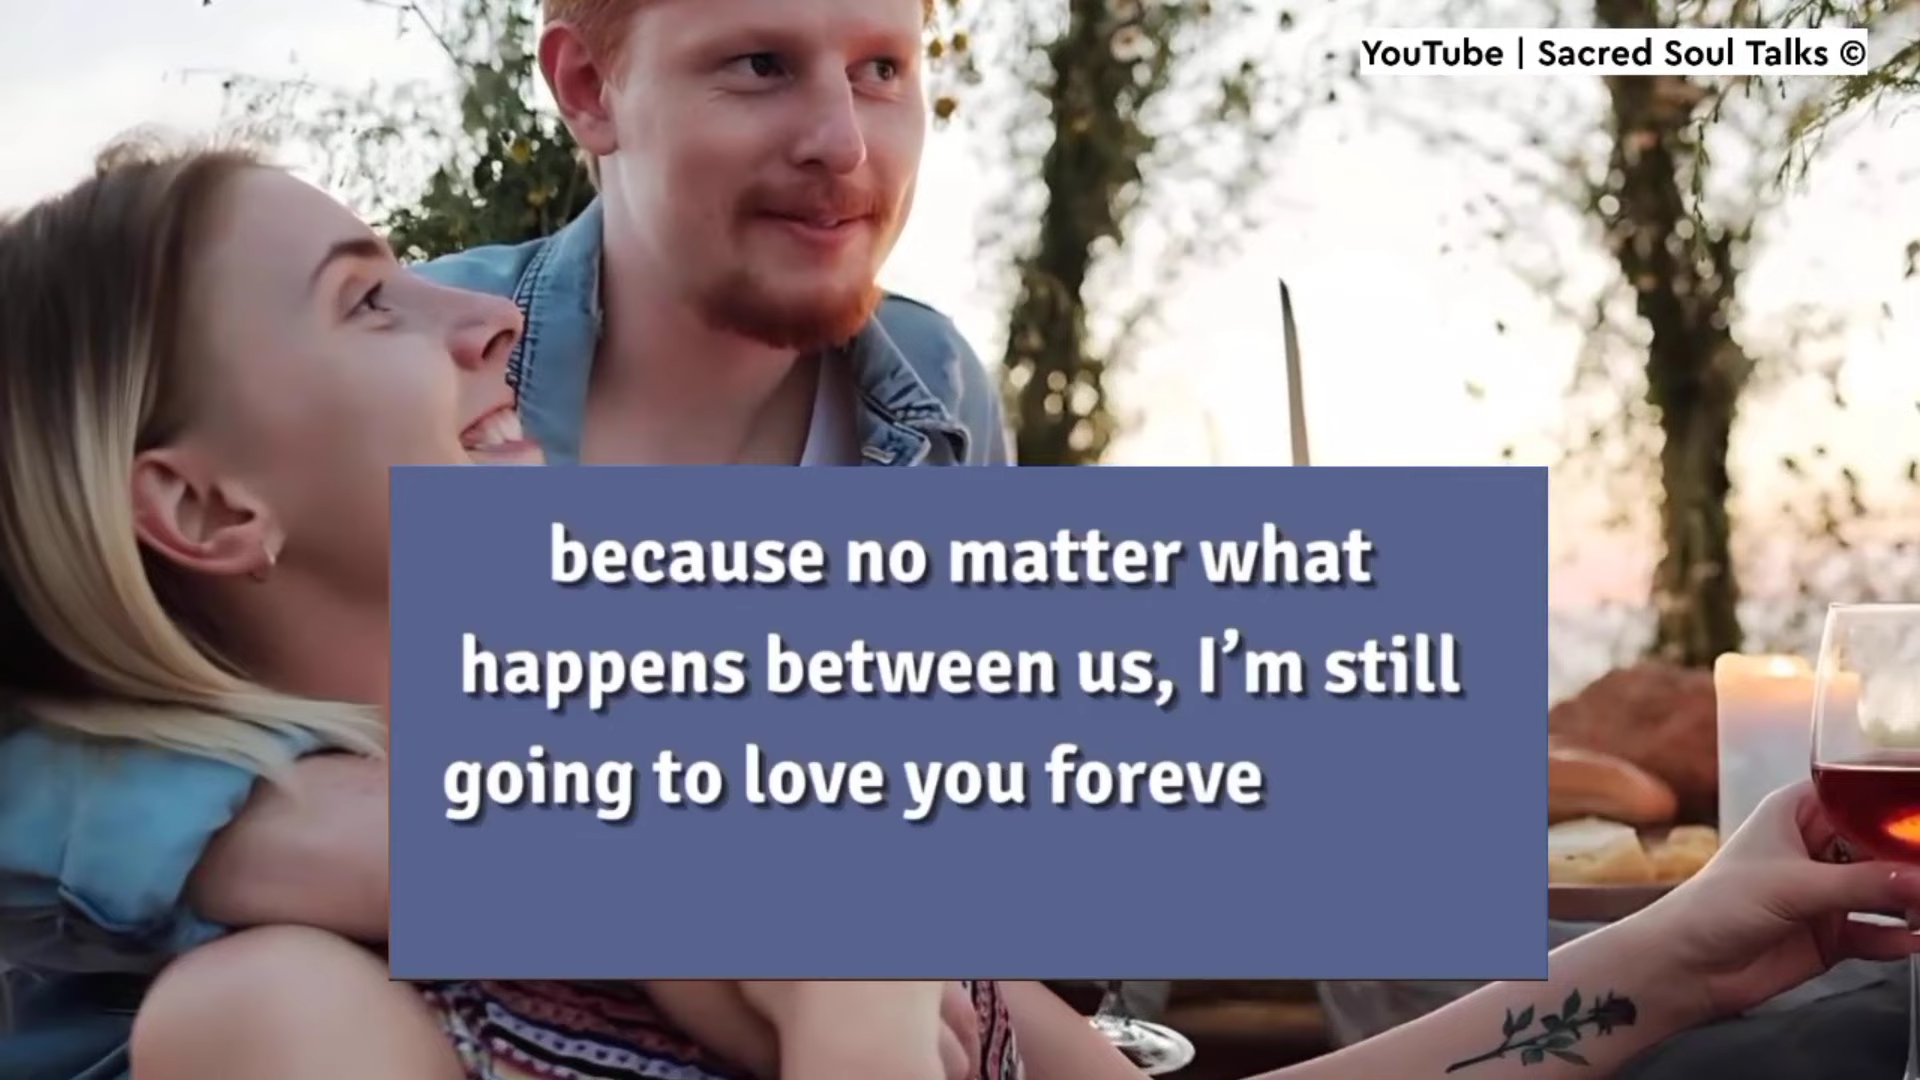 YouTube | Sacred Soul Talks ©
because no matter what
happens between us, I’m still
going to love you foreve